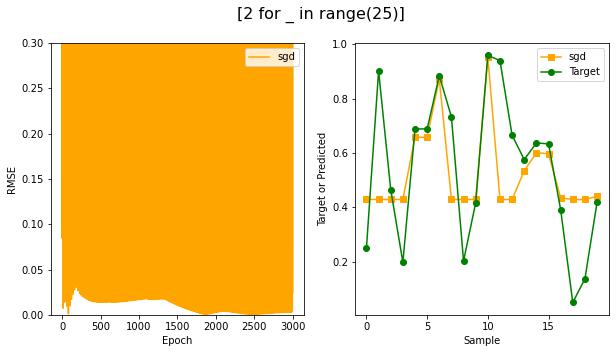 [2 for _ in range(25)]
0.30
0.25
0.20
0.15
0.10
0.05
0.00
RMSE
0 500 1000 1500 2000 2500 3000
Epoch
sgd
1.0
0.8
0.6
0.4
0.2
Target or Predicted
0 5 10 15
Sample
sgd
Target